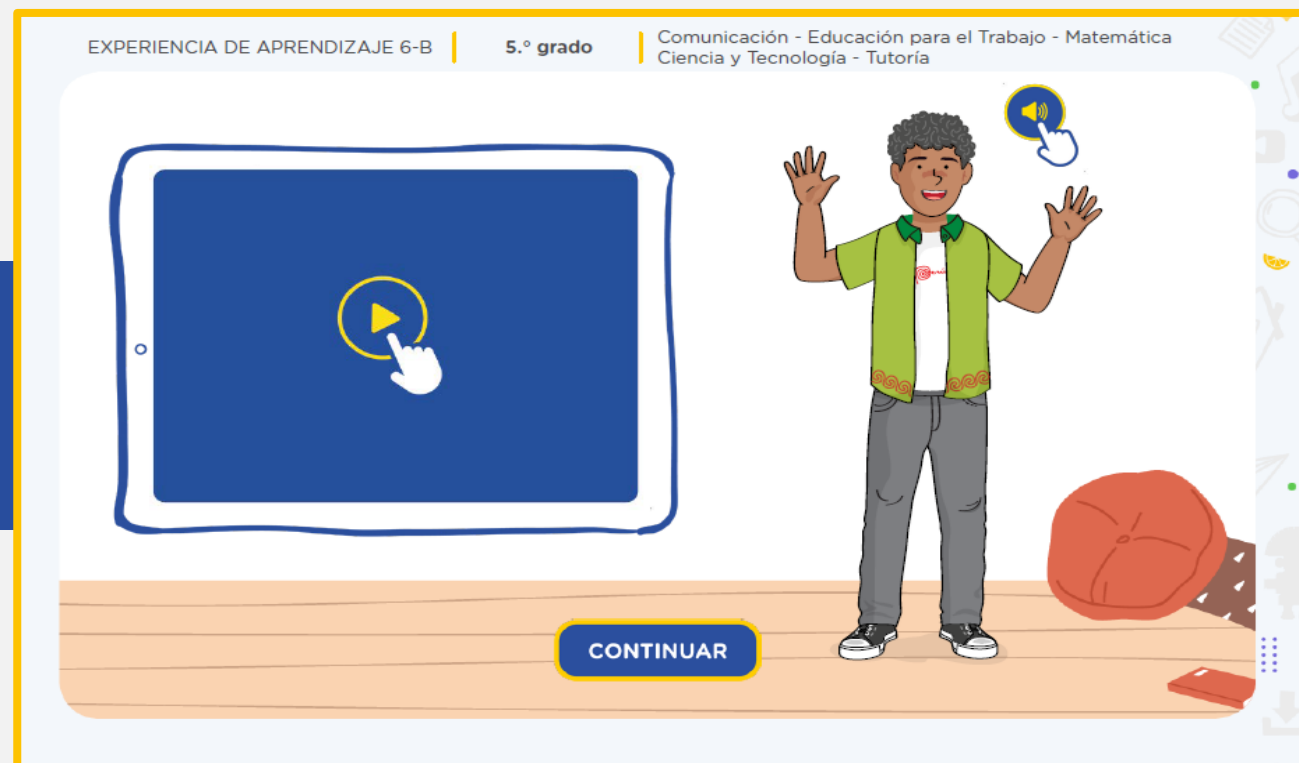 EXPERIENCIA DE APRENDIZAJE 6-B
5.° grado
Comunicación - Educación para el Trabajo - Matemática
Ciencia y Tecnología - Tutoría
CONTINUAR